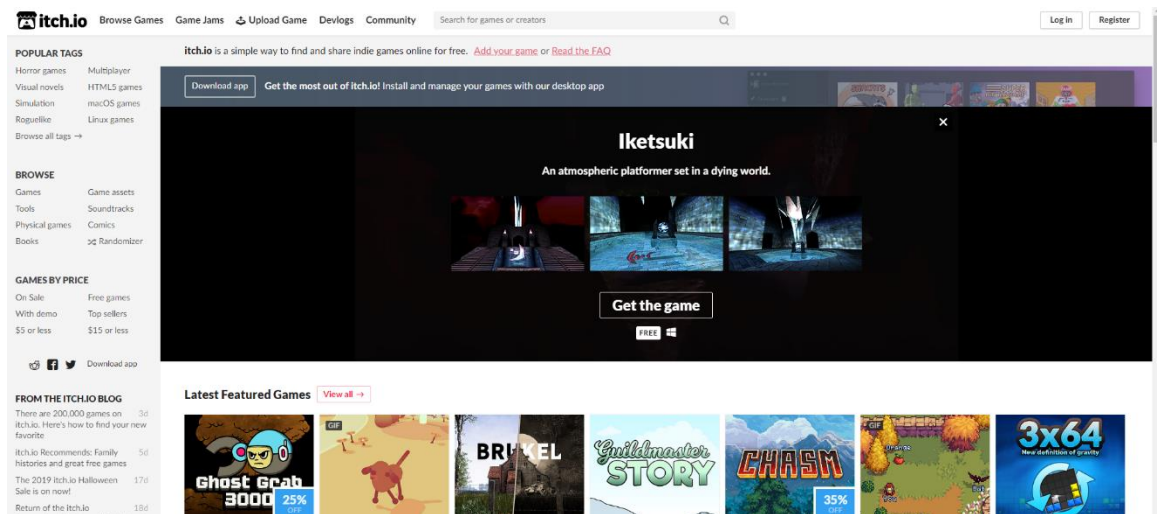 itch.io Browse Games Game Jams Upload Game Devlogs Community Search for games or creators Log in Register
POPULAR TAGS
Horror games Multiplayer
Visual novels HTML5 games
Simulation macOS games
Roguelike Linux games
Browse all tags →
BROWSE
Games Game assets
Tools Soundtracks
Physical games Comics
Books Randomizer
GAMES BY PRICE
On Sale Free games
With demo Top sellers
$5 or less $15 or less
Download app
FROM THE ITCH.IO BLOG
There are 200,000 games on 3d
itch.io. Here's how to find your new
favorite
itch.io Recommends: Family 5d
histories and great free games
The 2019 itch.io Halloween 17d
Sale is now!
Return of the itch.io 18d
itch.io is a simple way to find and share indie games online for free. Add your game or Read the FAQ
Download app Get the most out of itch.io! Install and manage your games with our desktop app
Iketsuki
An atmospheric platformer set in a dying world.
Get the game
FREE
Latest Featured Games View all →
Ghost Grab
3000
25%
OFF
GIF
BRUKEL
Guildmaster
STORY
CHASM
35%
OFF
GIF
3x64
New definition of gravity